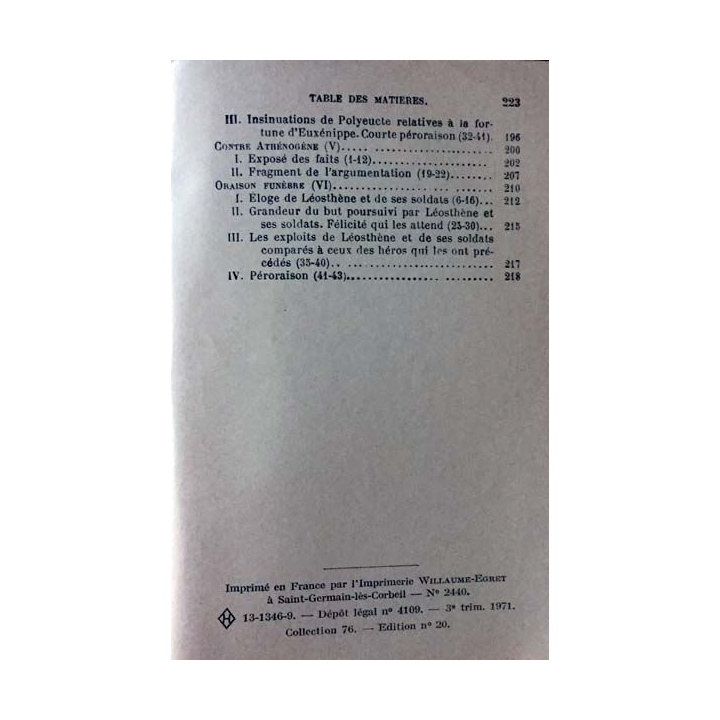 TABLE DES MATIERES. 223
III. Insinuations de Polyeucte relatives à la for-
tune d'Euxénippe. Courte péroraison (32-41). 196
CONTRE ATHÉNOGÈNE (V)..... .............. ....... 200
I. Exposé des faits (1-12).................. ......... 202
II. Fragment de l'argumentation (19-22)........ 207
ORAISON FUNÈBRE (VI)...................... ....... 210
I. Eloge de Léosthène et de ses soldats (6-16)... 212
II. Grandeur du but poursuivi par Léosthène et
ses soldats. Félicité qui les attend (25-30)... 215
III. Les exploits de Léosthène et de ses soldats
comparés à ceux des héros qui les ont pré-
cédés (35-40).. .......................... ......... 217
IV. Péroraison (41-43)..................... ......... 218
Imprimé en France par l'Imprimerie WILLAUME-EGRET
à Saint-Germain-lès-Corbeil — N° 2440.
H 13-1346-9. — Dépôt légal n° 4109. — 3e trim. 1971.
Collection 76. — Edition n° 20.